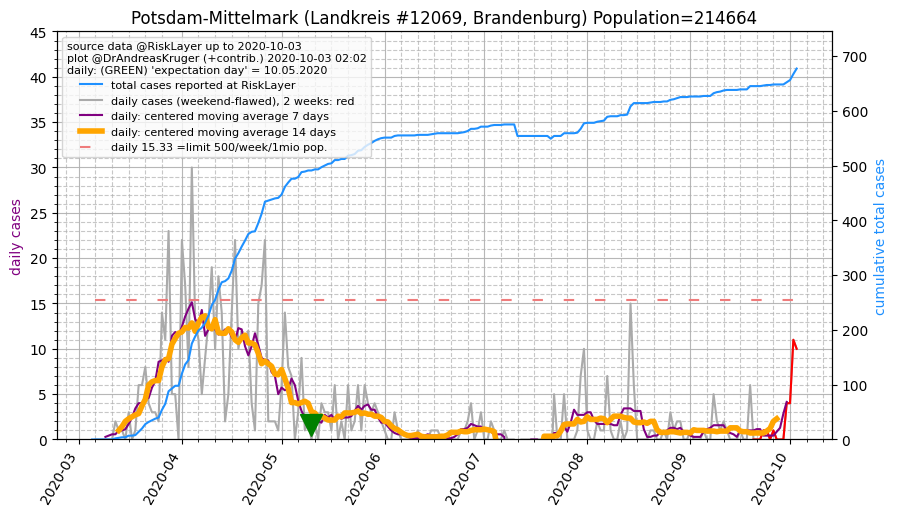 Potsdam-Mittelmark (Landkreis #12069, Brandenburg) Population=214664
source data @RiskLayer up to 2020-10-03
plot @DrAndreasKruger (+contrib.) 2020-10-03 02:02
daily: (GREEN) 'expectation day' = 10.05.2020
total cases reported at RiskLayer
daily cases (weekend-flawed), 2 weeks: red
daily: centered moving average 7 days
daily: centered moving average 14 days
daily 15.33 =limit 500/week/1mio pop.
daily cases
45
40
35
30
25
20
15
10
5
0
700
600
500
400
300
200
100
0
cumulative total cases
2020-03
2020-04
2020-05
2020-06
2020-07
2020-08
2020-09
2020-10